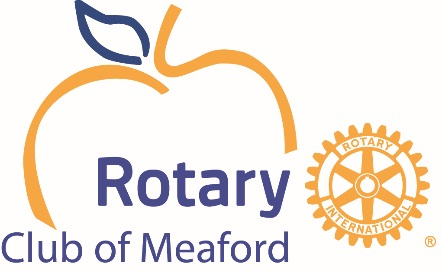 Rotary
Club of Meaford
ROTARY
INTERNATIONAL
®